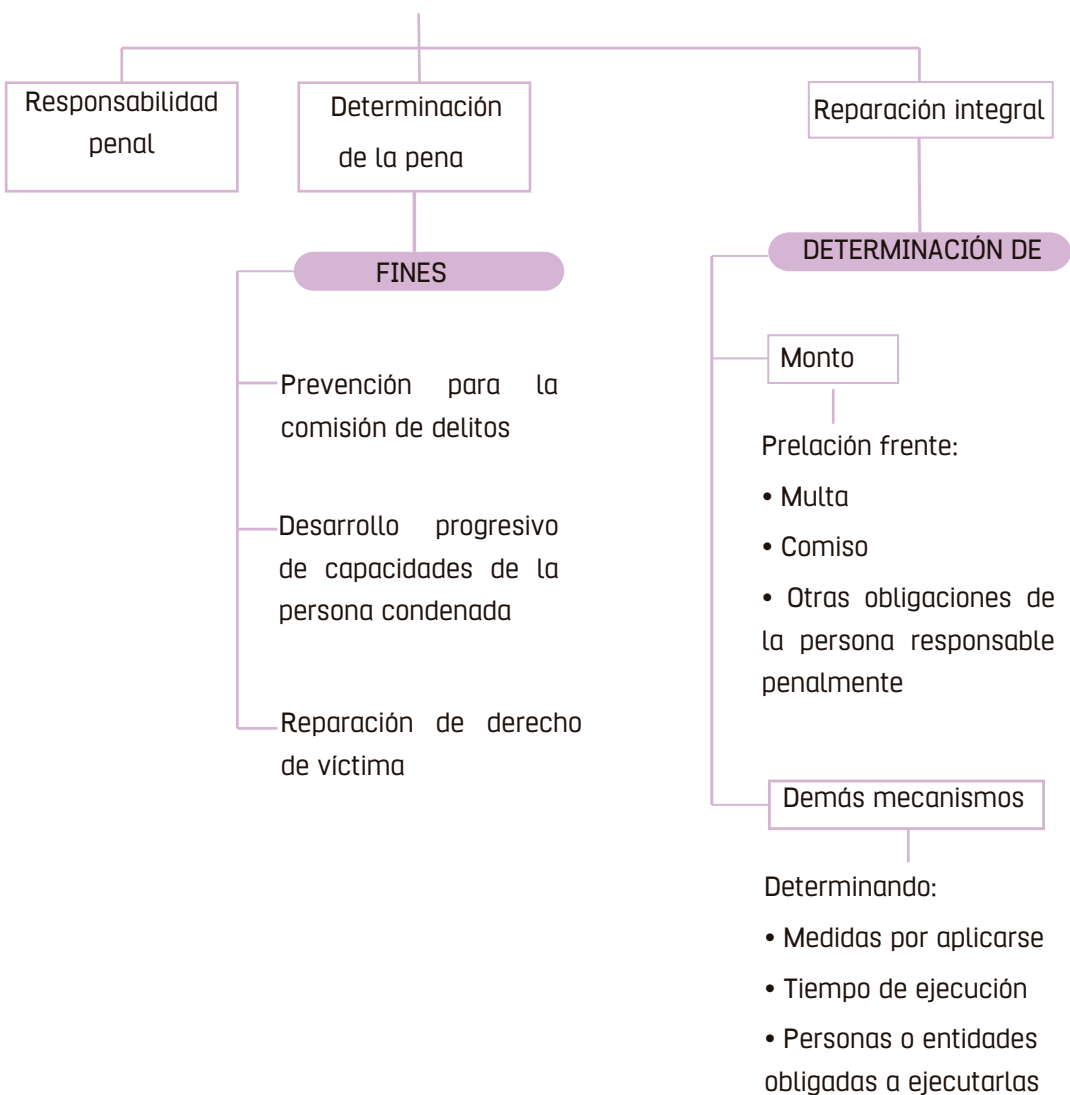 Responsabilidad
penal
Determinación
de la pena
FINES
Prevención para la
comisión de delitos
Desarrollo progresivo
de capacidades de la
persona condenada
Reparación de derecho
de víctima
Reparación integral
DETERMINACIÓN DE
Monto
Prelación frente:
• Multa
• Comiso
• Otras obligaciones de
la persona responsable
penalmente
Demás mecanismos
Determinando:
• Medidas por aplicarse
• Tiempo de ejecución
• Personas o entidades
obligadas a ejecutarlas